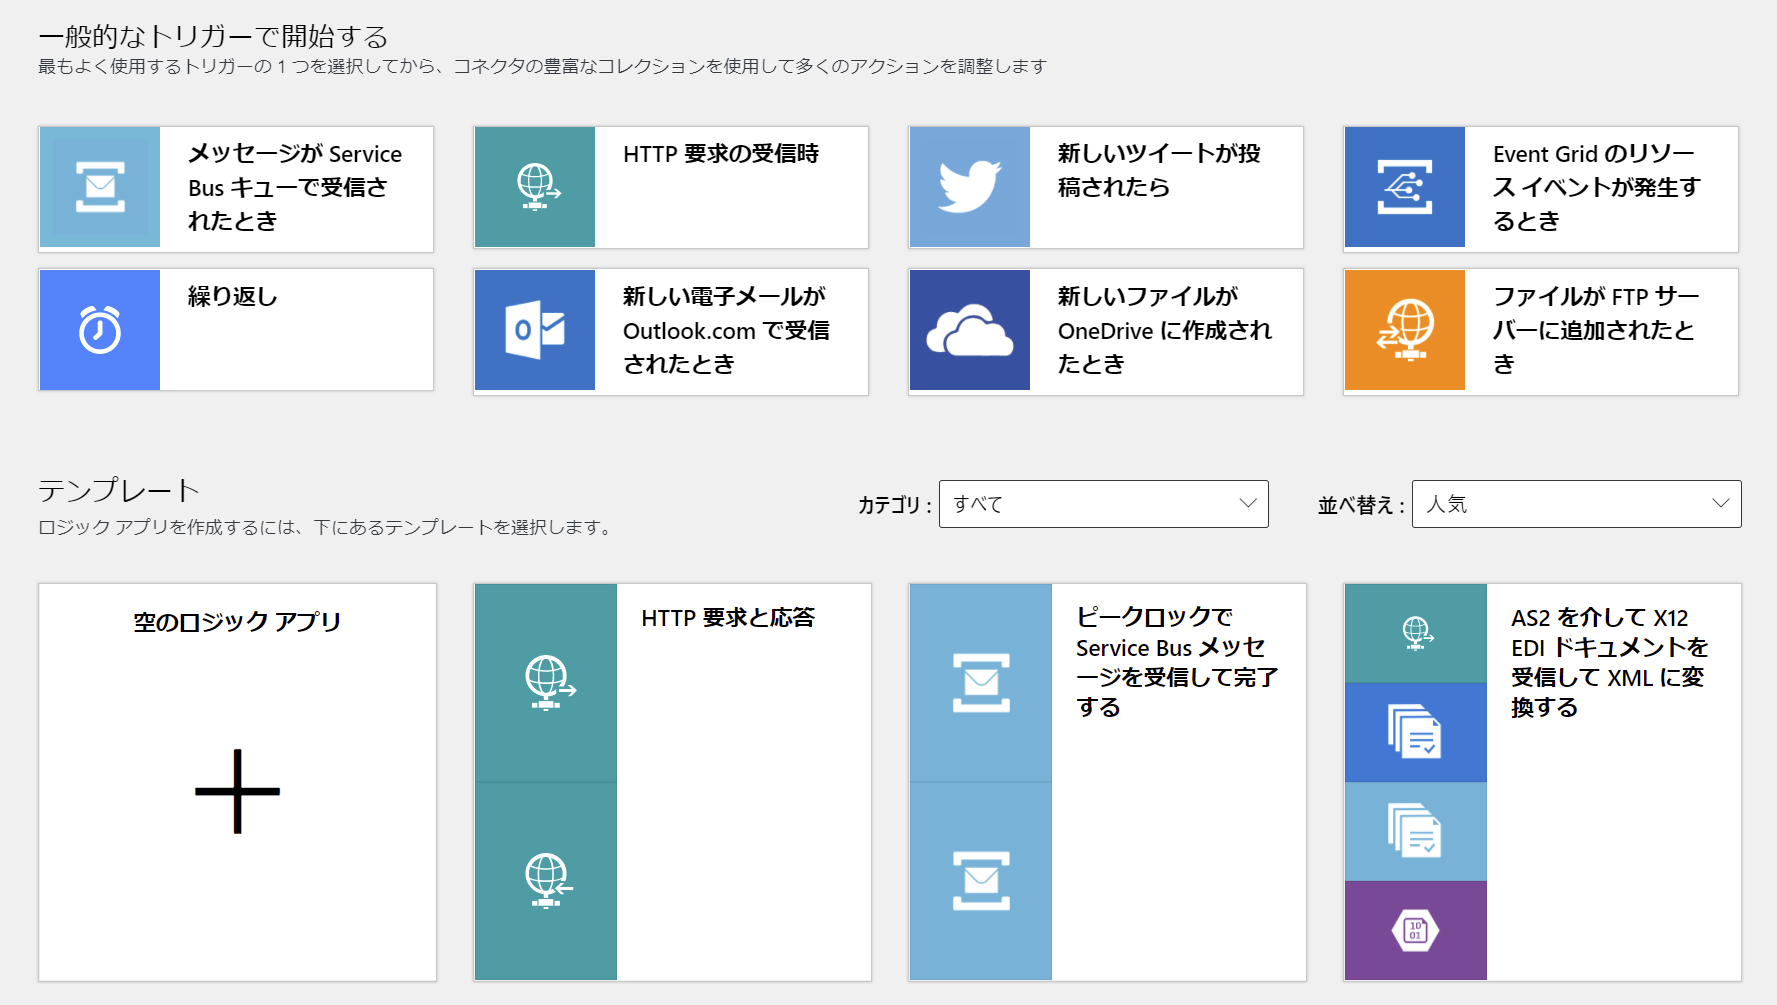 一般的なトリガーで開始する
最もよく使用するトリガーの 1 つを選択してから、コネクタの豊富なコレクションを使用して多くのアクションを調整します
メッセージが Service
Bus キューで受信さ
れたとき
HTTP 要求の受信時
新しいツイートが投
稿されたら
Event Grid のリソー
ス イベントが発生す
るとき
繰り返し
新しい電子メールが
Outlook.com で受信
されたとき
新しいファイルが
OneDrive に作成され
たとき
ファイルが FTP サー
バーに追加されたと
き
テンプレート
ロジック アプリを作成するには、下にあるテンプレートを選択します。
カテゴリ : すべて
並べ替え : 人気
空のロジック アプリ
HTTP 要求と応答
ピークロックで
Service Bus メッセ
ージを受信して完了
する
AS2 を介して X12
EDI ドキュメントを
受信して XML に変
換する
10
01